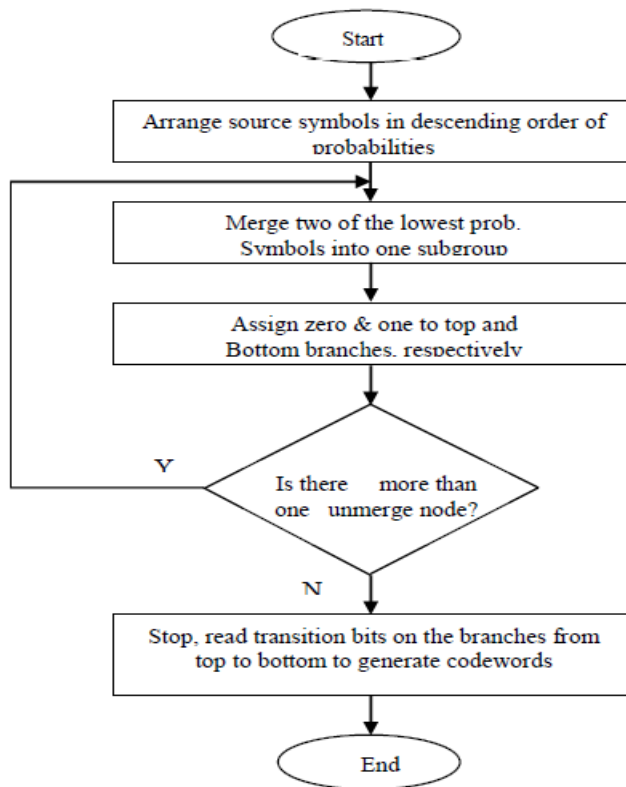 Start
Arrange source symbols in descending order of
probabilities
Merge two of the lowest prob.
Symbols into one subgroup
Assign zero & one to top and
Bottom branches, respectively
Y
Is there more than
one unmerge node?
N
Stop, read transition bits on the branches from
top to bottom to generate codewords
End